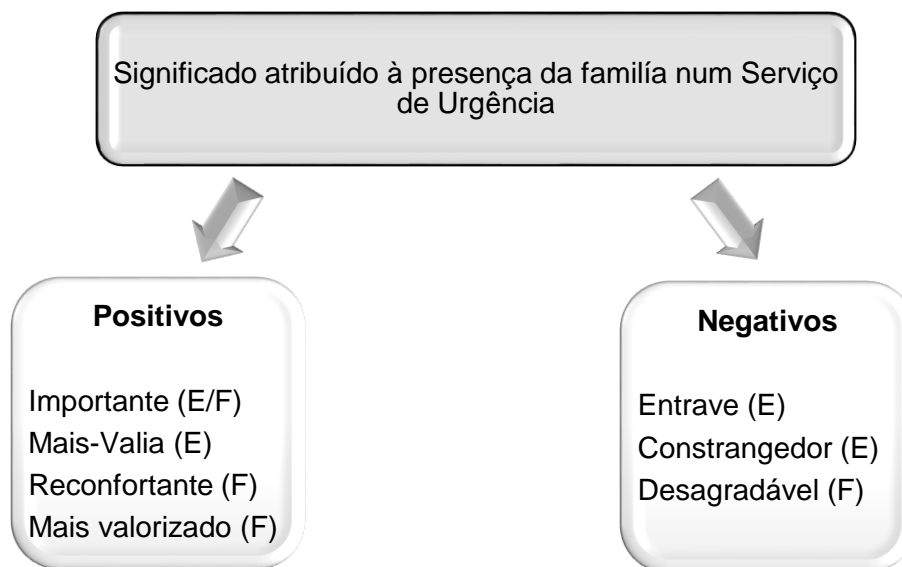 Significado atribuído à presença da familía num Serviço
de Urgência
Positivos
Importante (E/F)
Mais-Valia (E)
Reconfortante (F)
Mais valorizado (F)
Negativos
Entrave (E)
Constrangedor (E)
Desagradável (F)